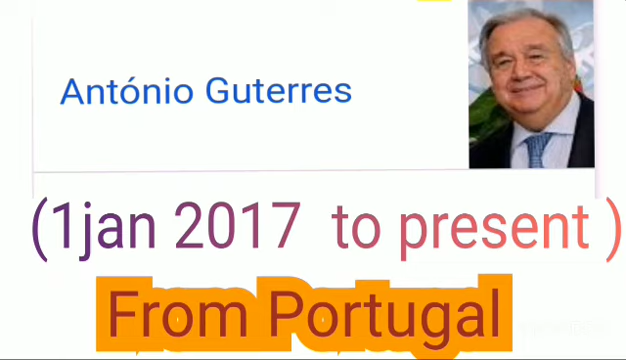 António Guterres
(1jan 2017 to present )
From Portugal